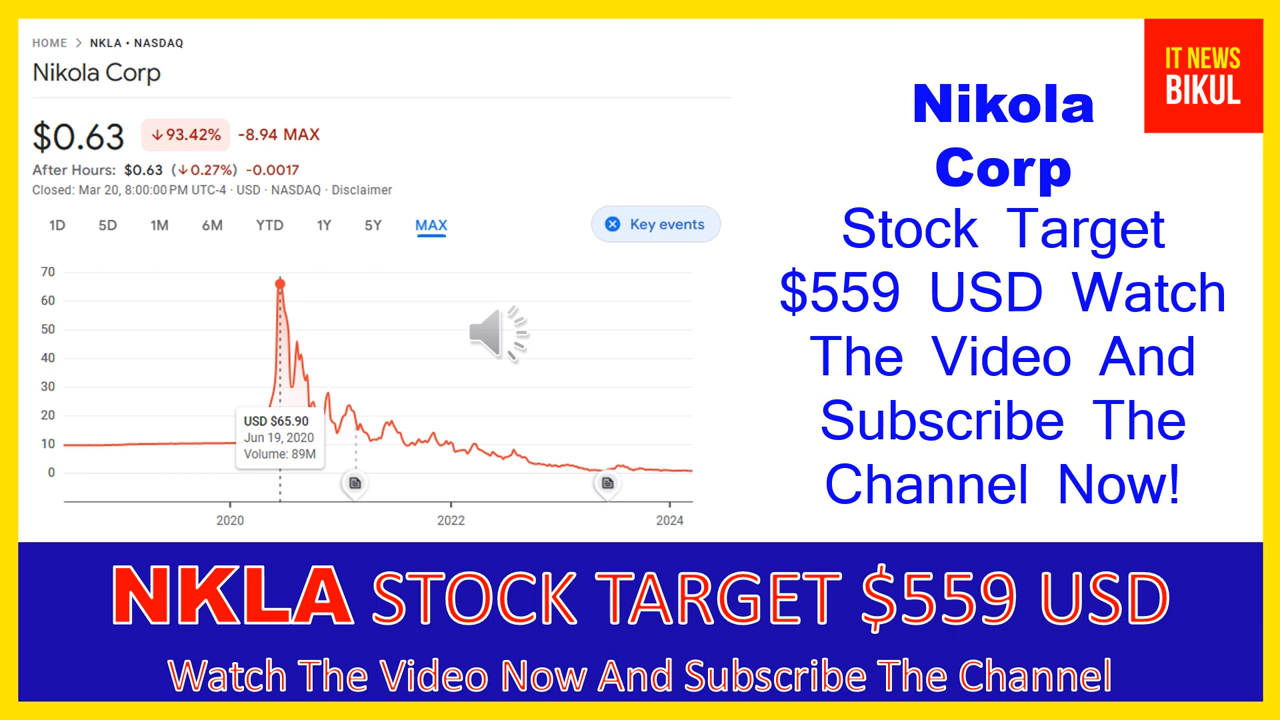 HOME > NKLA • NASDAQ
Nikola Corp
$0.63 ↓93.42% -8.94 MAX
After Hours: $0.63 (↓0.27%) -0.0017
Closed: Mar 20, 8:00:00 PM UTC-4 · USD · NASDAQ · Disclaimer
1D 5D 1M 6M YTD 1Y 5Y MAX
Key events
70
60
50
40
30
20
10
0
USD $65.90
Jun 19, 2020
Volume: 89M
2020 2022 2024
IT NEWS
BIKUL
Nikola
Corp
Stock Target
$559 USD Watch
The Video And
Subscribe The
Channel Now!
NKLA STOCK TARGET $559 USD
Watch The Video Now And Subscribe The Channel